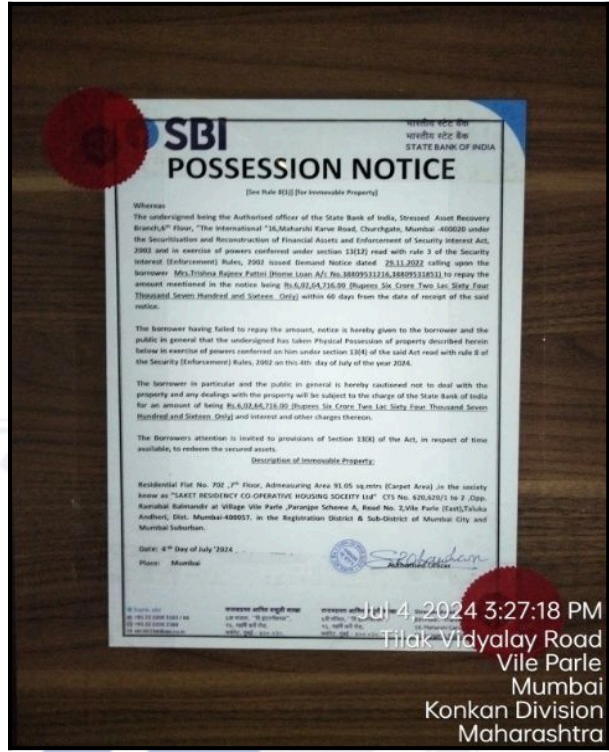 SBI
भारतीय स्टेट बैंक
भारतीय स्टेट बैंक
STATE BANK OF INDIA
POSSESSION NOTICE
[See Rule 8(1)] [for Immovable Property]
Whereas
The undersigned being the Authorised officer of the State Bank of India, Stressed Asset Recovery
Branch,6th Floor, "The International "16,Maharshi Karve Road, Churchgate, Mumbai -400020 under
the Securitisation and Reconstruction of Financial Assets and Enforcement of Security Interest Act,
2002 and in exercise of powers conferred under section 13(12) read with rule 3 of the Security
Interest (Enforcement) Rules, 2002 issued Demand Notice dated 29.11.2022 calling upon the
borrower Mrs.Trishna Rajeev Pattni (Home Loan A/c No.38809531216,38809531851) to repay the
amount mentioned in the notice being Rs.6,02,64,716.00 (Rupees Six Crore Two Lac Sixty Four
Thousand Seven Hundred and Sixteen Only) within 60 days from the date of receipt of the said
notice.
The borrower having failed to repay the amount, notice is hereby given to the borrower and the
public in general that the undersigned has taken Physical Possession of property described herein
below in exercise of powers conferred on him under section 13(4) of the said Act read with rule 8 of
the Security (Enforcement) Rules, 2002 on this 4th day of July of the year 2024.
The borrower in particular and the public in general is hereby cautioned not to deal with the
property and any dealings with the property will be subject to the charge of the State Bank of India
for an amount of being Rs.6,02,64,716.00 (Rupees Six Crore Two Lac Sixty Four Thousand Seven
Hundred and Sixteen Only) and interest and other charges thereon.
The Borrowers attention is invited to provisions of Section 13(8) of the Act, in respect of time
available, to redeem the secured assets.
Description of Immovable Property:
Residential Flat No. 702 ,7th Floor, Admeasuring Area 91.05 sq.mtrs (Carpet Area) ,in the society
know as "SAKET RESIDENCY CO-OPERATIVE HOUSING SOCEITY Ltd" CTS No. 620,620/1 to 2 ,Opp.
Ramabai Balmandir at Village Vile Parle ,Paranjpe Scheme A, Road No. 2,Vile Parle (East),Taluka
Andheri, Dist. Mumbai-400057. in the Registration District & Sub-District of Mumbai City and
Mumbai Suburban.
Date: 4th Day of July '2024
Place: Mumbai
Authorised Officer
Jul 4, 2024 3:27:18 PM
Tilak Vidyalay Road
Vile Parle
Mumbai
Konkan Division
Maharashtra